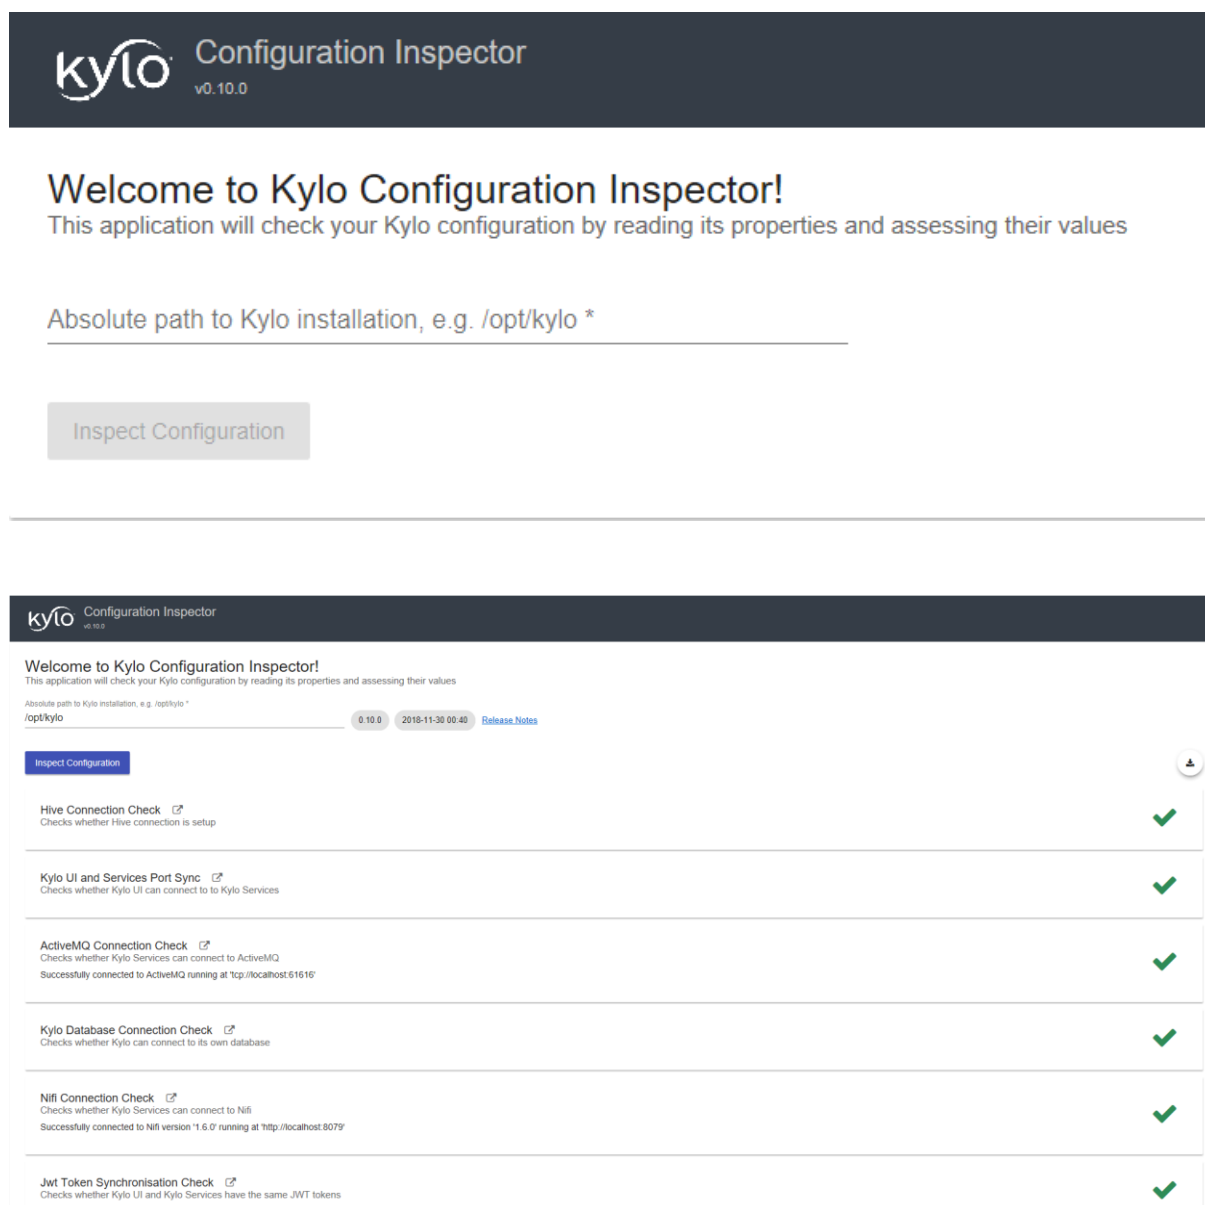 kylo Configuration Inspector
v0.10.0
Welcome to Kylo Configuration Inspector!
This application will check your Kylo configuration by reading its properties and assessing their values
Absolute path to Kylo installation, e.g. /opt/kylo *
Inspect Configuration
kylo Configuration Inspector
v0.10.0
Welcome to Kylo Configuration Inspector!
This application will check your Kylo configuration by reading its properties and assessing their values
Absolute path to Kylo installation, e.g. /opt/kylo *
/opt/kylo 0.10.0 2018-11-30 00:40 Release Notes
Inspect Configuration
Hive Connection Check
Checks whether Hive connection is setup
Kylo UI and Services Port Sync
Checks whether Kylo UI can connect to to Kylo Services
ActiveMQ Connection Check
Checks whether Kylo Services can connect to ActiveMQ
Successfully connected to ActiveMQ running at 'tcp://localhost:61616'
Kylo Database Connection Check
Checks whether Kylo can connect to its own database
Nifi Connection Check
Checks whether Kylo Services can connect to Nifi
Successfully connected to Nifi version '1.6.0' running at 'http://localhost:8079'
Jwt Token Synchronisation Check
Checks whether Kylo UI and Kylo Services have the same JWT tokens